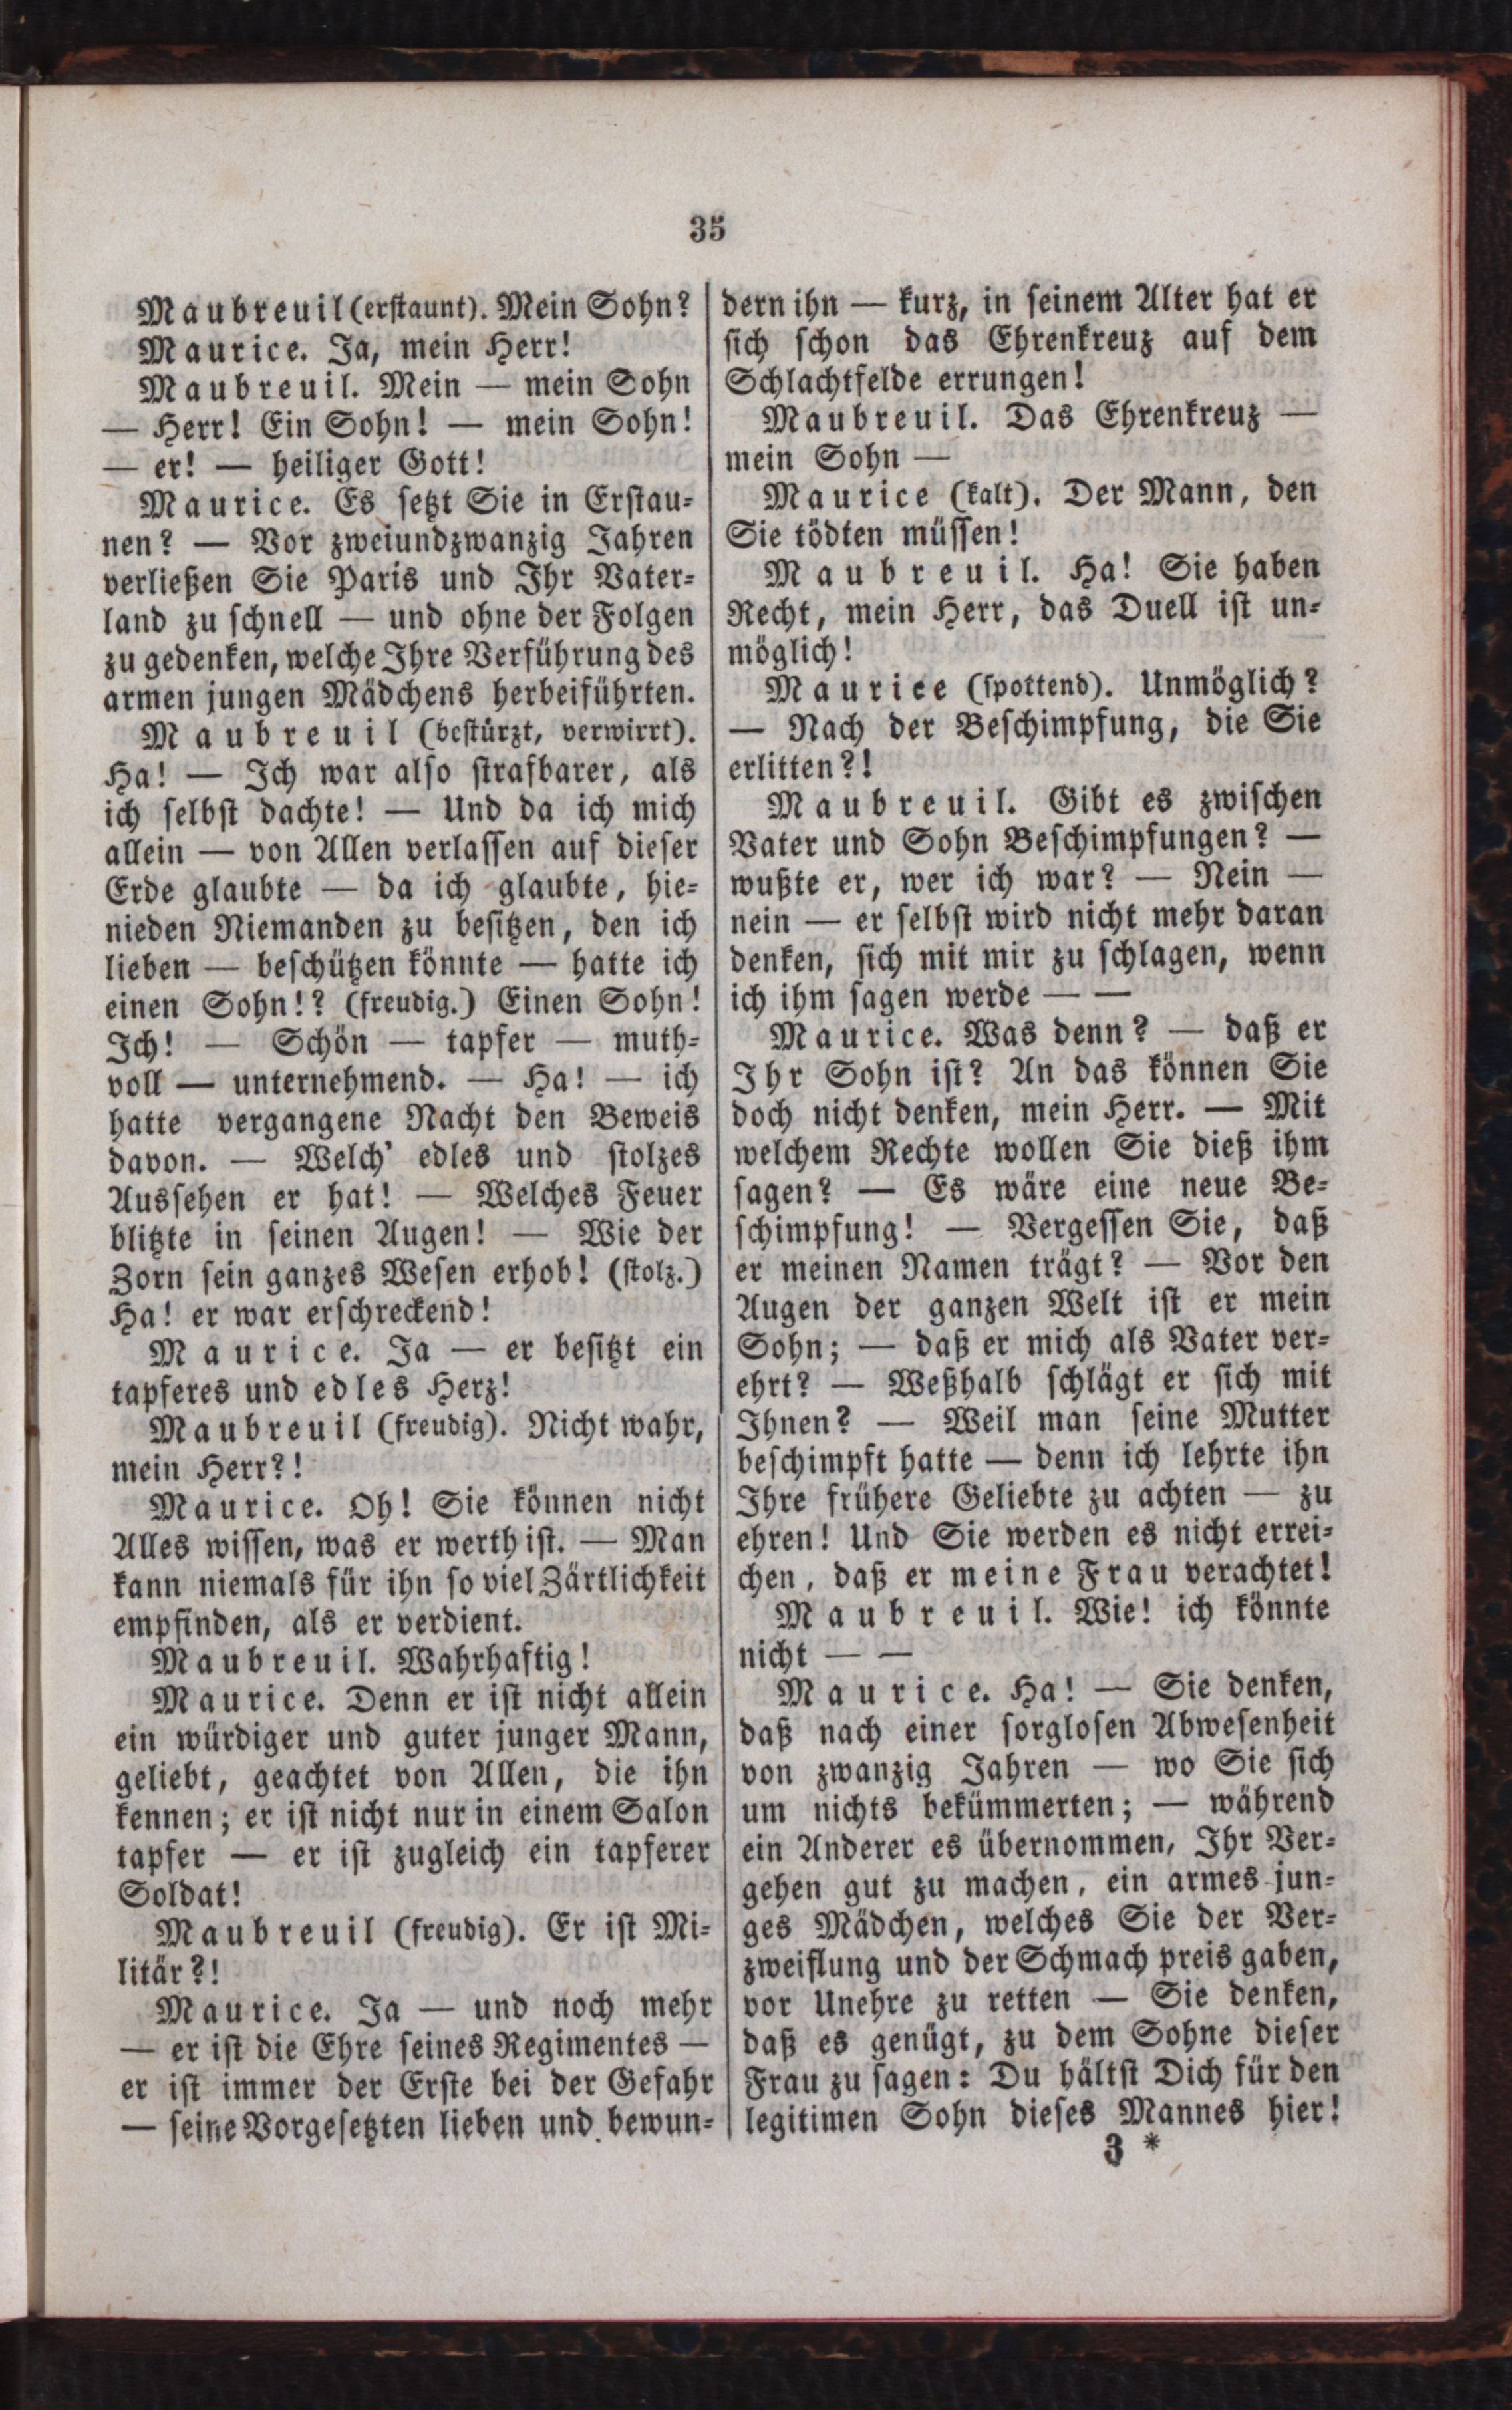 35
Maubreuil (erstaunt). Mein Sohn?
Maurice. Ja, mein Herr!
Maubreuil. Mein — mein Sohn
— Herr! Ein Sohn! — mein Sohn!
— er! — heiliger Gott!
Maurice. Es setzt Sie in Erstau-
nen? — Vor zweiundzwanzig Jahren
verließen Sie Paris und Ihr Vater-
land zu schnell — und ohne der Folgen
zu gedenken, welche Ihre Verführung des
armen jungen Mädchens herbeiführten.
Maubreuil (bestürzt, verwirrt).
Ha! — Ich war also strafbarer, als
ich selbst dachte! — Und da ich mich
allein — von Allen verlassen auf dieser
Erde glaubte — da ich glaubte, hie-
nieden Niemanden zu besitzen, den ich
lieben — beschützen könnte — hatte ich
einen Sohn!? (freudig.) Einen Sohn!
Ich! — Schön — tapfer — muth-
voll — unternehmend. — Ha! — ich
hatte vergangene Nacht den Beweis
davon. — Welch' edles und stolzes
Aussehen er hat! — Welches Feuer
blitzte in seinen Augen! — Wie der
Zorn sein ganzes Wesen erhob! (stolz.)
Ha! er war erschreckend!
Maurice. Ja — er besitzt ein
tapferes und edles Herz!
Maubreuil (freudig). Nicht wahr,
mein Herr?!
Maurice. Oh! Sie können nicht
Alles wissen, was er werth ist. — Man
kann niemals für ihn so viel Zärtlichkeit
empfinden, als er verdient.
Maubreuil. Wahrhaftig!
Maurice. Denn er ist nicht allein
ein würdiger und guter junger Mann,
geliebt, geachtet von Allen, die ihn
kennen; er ist nicht nur in einem Salon
tapfer — er ist zugleich ein tapferer
Soldat!
Maubreuil (freudig). Er ist Mi-
litär?!
Maurice. Ja — und noch mehr
— er ist die Ehre seines Regimentes —
er ist immer der Erste bei der Gefahr
— seine Vorgesetzten lieben und bewun-
dern ihn — kurz, in seinem Alter hat er
sich schon das Ehrenkreuz auf dem
Schlachtfelde errungen!
Maubreuil. Das Ehrenkreuz —
mein Sohn —
Maurice (kalt). Der Mann, den
Sie tödten müssen!
Maubreuil. Ha! Sie haben
Recht, mein Herr, das Duell ist un-
möglich!
Maurice (spottend). Unmöglich?
— Nach der Beschimpfung, die Sie
erlitten?!
Maubreuil. Gibt es zwischen
Vater und Sohn Beschimpfungen? —
wußte er, wer ich war? — Nein —
nein — er selbst wird nicht mehr daran
denken, sich mit mir zu schlagen, wenn
ich ihm sagen werde — —
Maurice. Was denn? — daß er
Ihr Sohn ist? An das können Sie
doch nicht denken, mein Herr. — Mit
welchem Rechte wollen Sie dieß ihm
sagen? — Es wäre eine neue Be-
schimpfung! — Vergessen Sie, daß
er meinen Namen trägt? — Vor den
Augen der ganzen Welt ist er mein
Sohn; — daß er mich als Vater ver-
ehrt? — Weßhalb schlägt er sich mit
Ihnen? — Weil man seine Mutter
beschimpft hatte — denn ich lehrte ihn
Ihre frühere Geliebte zu achten — zu
ehren! Und Sie werden es nicht errei-
chen, daß er meine Frau verachtet!
Maubreuil. Wie! ich könnte
nicht — —
Maurice. Ha! — Sie denken,
daß nach einer sorglosen Abwesenheit
von zwanzig Jahren — wo Sie sich
um nichts bekümmerten; — während
ein Anderer es übernommen, Ihr Ver-
gehen gut zu machen, ein armes jun-
ges Mädchen, welches Sie der Ver-
zweiflung und der Schmach preis gaben,
vor Unehre zu retten — Sie denken,
daß es genügt, zu dem Sohne dieser
Frau zu sagen: Du hältst Dich für den
legitimen Sohn dieses Mannes hier!
3 *